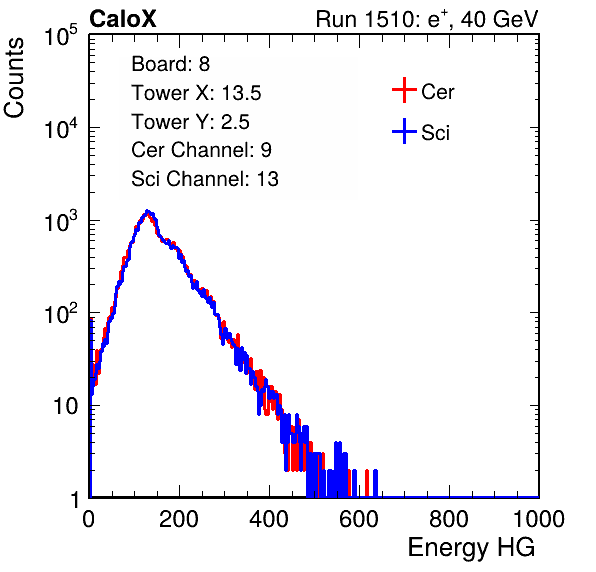 CaloX Run 1510: e⁺, 40 GeV
Board: 8
Tower X: 13.5
Tower Y: 2.5
Cer Channel: 9
Sci Channel: 13
Cer
Sci
Counts
10⁵
10⁴
10³
10²
10
1
0 200 400 600 800 1000
Energy HG